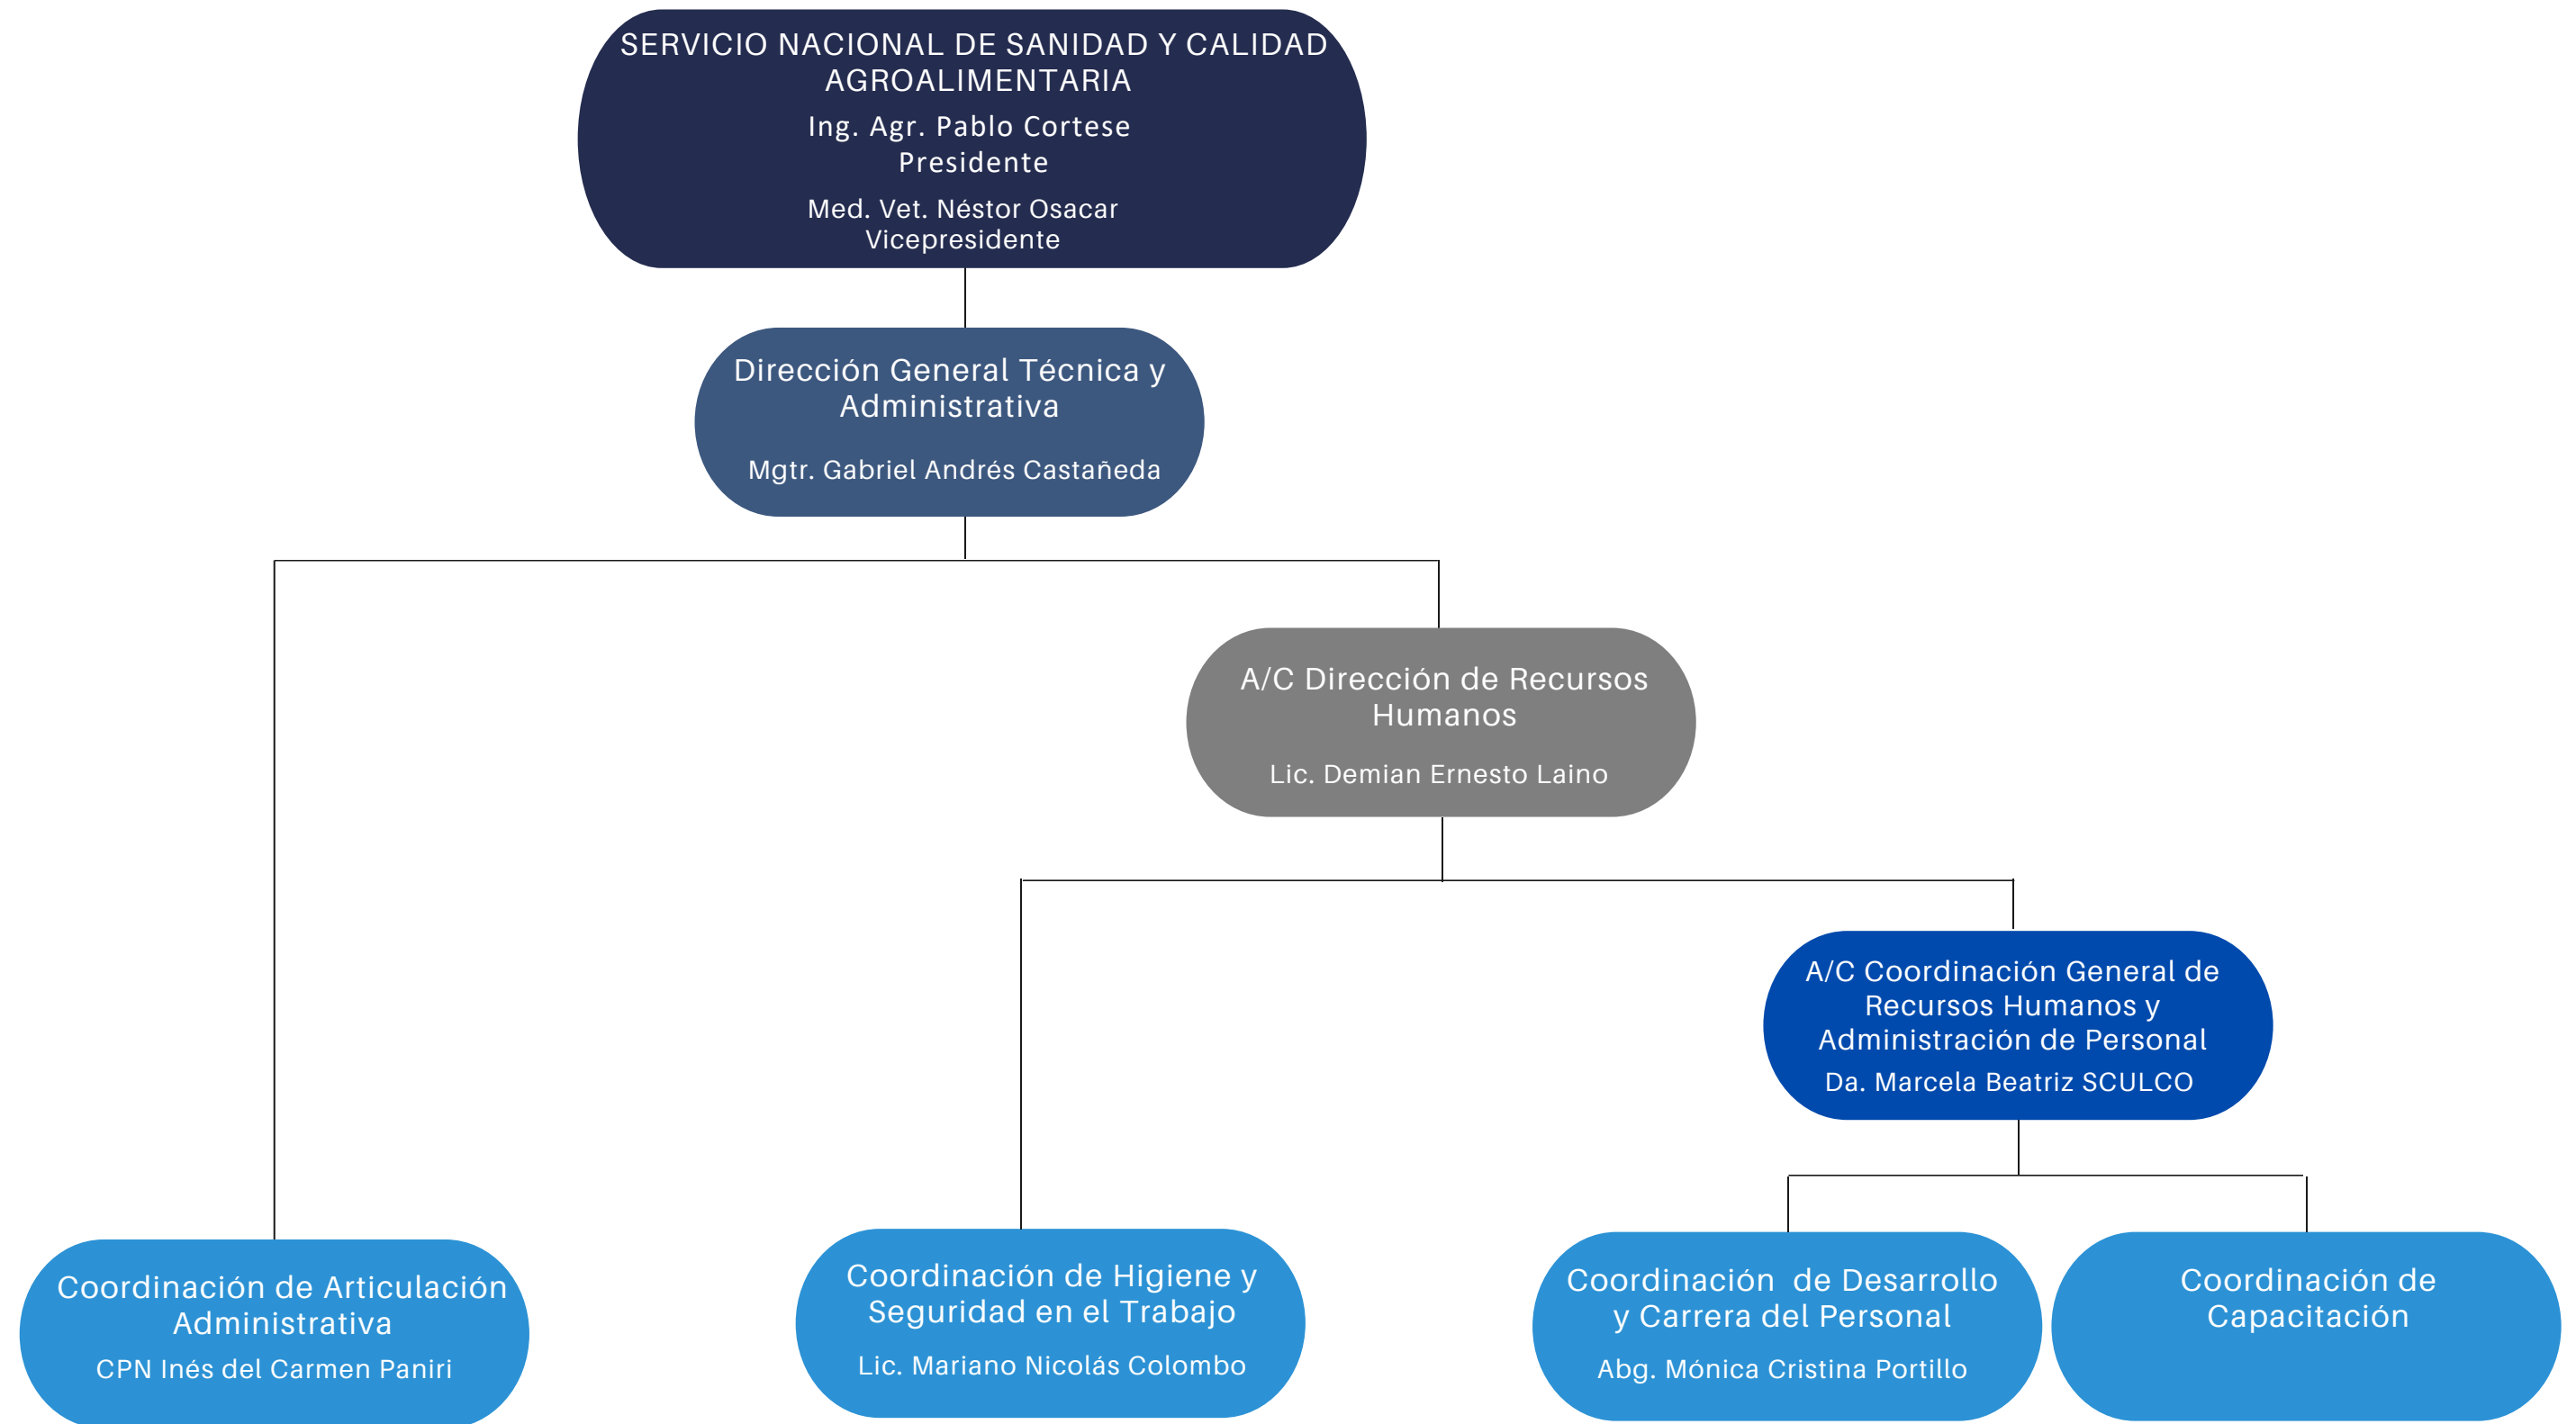 SERVICIO NACIONAL DE SANIDAD Y CALIDAD
AGROALIMENTARIA
Ing. Agr. Pablo Cortese
Presidente
Med. Vet. Néstor Osacar
Vicepresidente
Dirección General Técnica y
Administrativa
Mgtr. Gabriel Andrés Castañeda
A/C Dirección de Recursos
Humanos
Lic. Demian Ernesto Laino
A/C Coordinación General de
Recursos Humanos y
Administración de Personal
Da. Marcela Beatriz SCULCO
Coordinación de Articulación
Administrativa
CPN Inés del Carmen Paniri
Coordinación de Higiene y
Seguridad en el Trabajo
Lic. Mariano Nicolás Colombo
Coordinación de Desarrollo
y Carrera del Personal
Abg. Mónica Cristina Portillo
Coordinación de
Capacitación